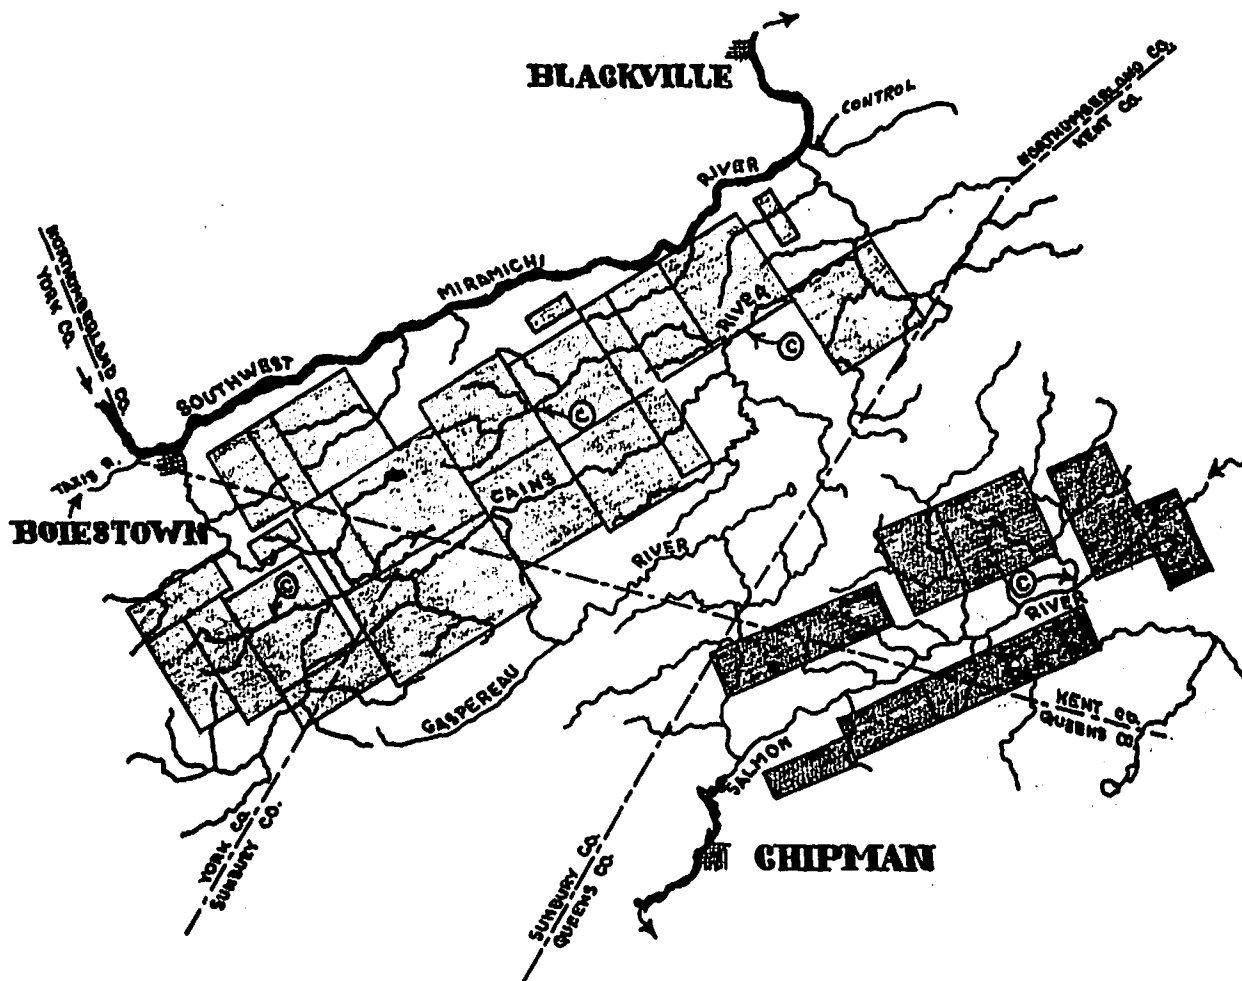 BLACKVILLE
CONTROL
NORTHUMBERLAND CO.
KENT CO.
RIVER
NORTHUMBERLAND CO.
YORK CO.
MIRAMICHI
SOUTHWEST
RIVER
C
C
TAXIS R.
BOIESTOWN
CAINS
RIVER
C
C
RIVER
GASPEREAU
KENT CO.
QUEENS CO.
SALMON
CHIPMAN
YORK CO.
SUNBURY CO.
SUNBURY CO.
QUEENS CO.